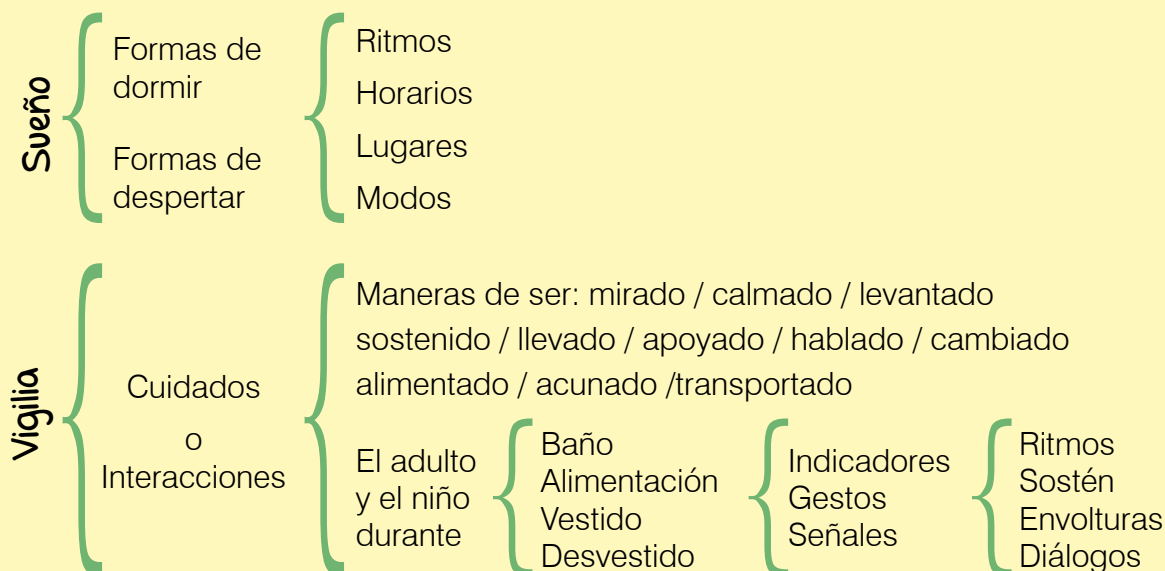 Sueño
Formas de
dormir
Formas de
despertar
Ritmos
Horarios
Lugares
Modos
Vigilia
Cuidados
o
Interacciones
Maneras de ser: mirado / calmado / levantado
sostenido / llevado / apoyado / hablado / cambiado
alimentado / acunado /transportado
El adulto
y el niño
durante
Baño
Alimentación
Vestido
Desvestido
Indicadores
Gestos
Señales
Ritmos
Sostén
Envolturas
Diálogos